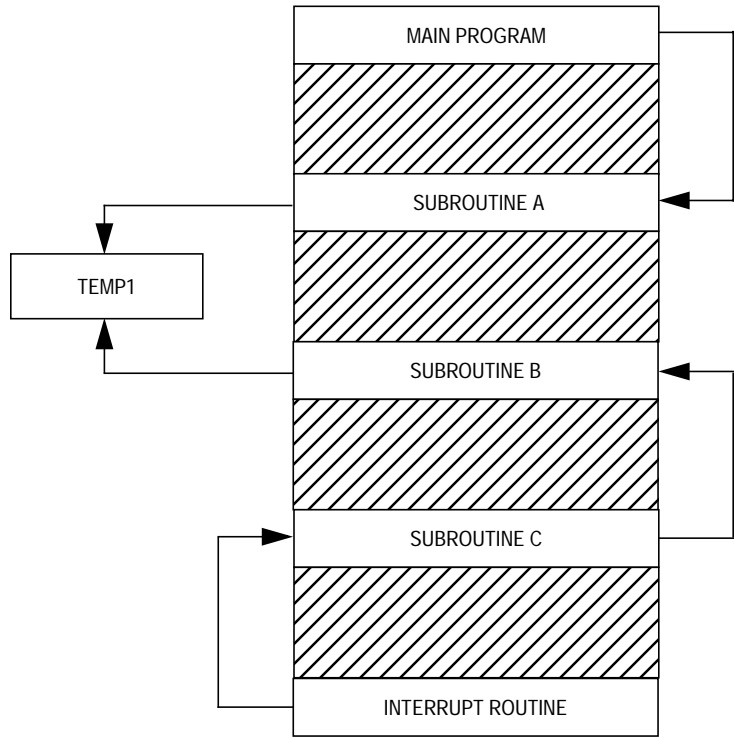 MAIN PROGRAM
SUBROUTINE A
TEMP1
SUBROUTINE B
SUBROUTINE C
INTERRUPT ROUTINE